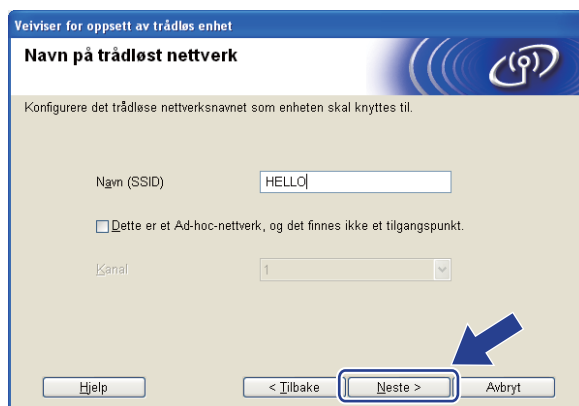 Veiviser for oppsett av trådløs enhet
Navn på trådløst nettverk
Konfigurere det trådløse nettverksnavnet som enheten skal knyttes til.
Navn (SSID) HELLO
Dette er et Ad-hoc-nettverk, og det finnes ikke et tilgangspunkt.
Kanal 1
Hjelp < Tilbake Neste > Avbryt